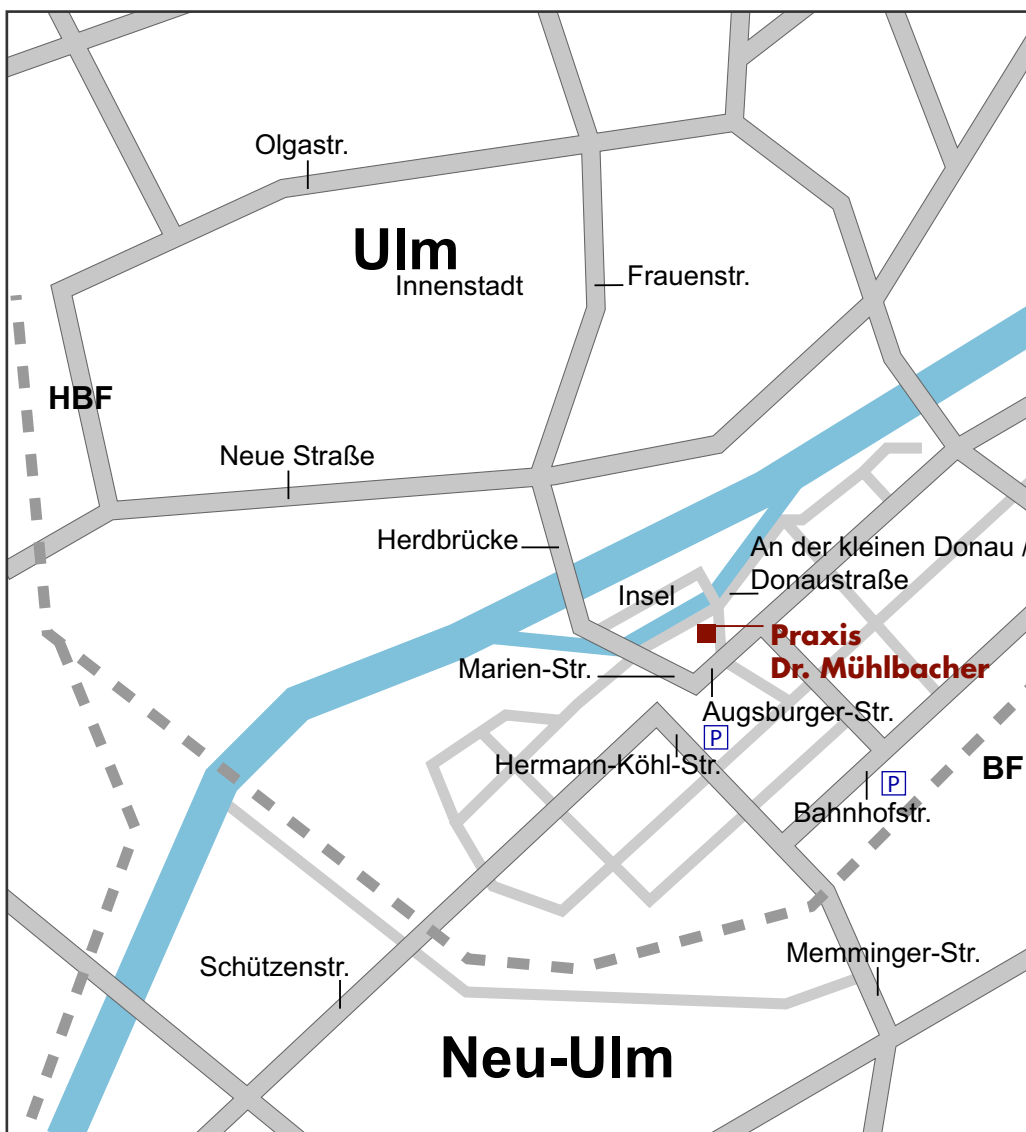 Olgastr.
Ulm
Innenstadt
Frauenstr.
HBF
Neue Straße
Herdbrücke
An der kleinen Donau /
Donaustraße
Insel
Praxis
Dr. Mühlbacher
Marien-Str.
Augsburger-Str.
P
Hermann-Köhl-Str.
BF
P
Bahnhofstr.
Memminger-Str.
Schützenstr.
Neu-Ulm